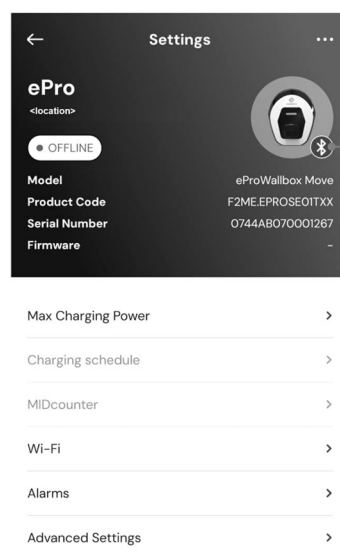 Settings
ePro
<location>
OFFLINE
Model eProWallbox Move
Product Code F2ME.EPROSE01TXX
Serial Number 0744AB070001267
Firmware -
Max Charging Power
Charging schedule
MIDcounter
Wi-Fi
Alarms
Advanced Settings